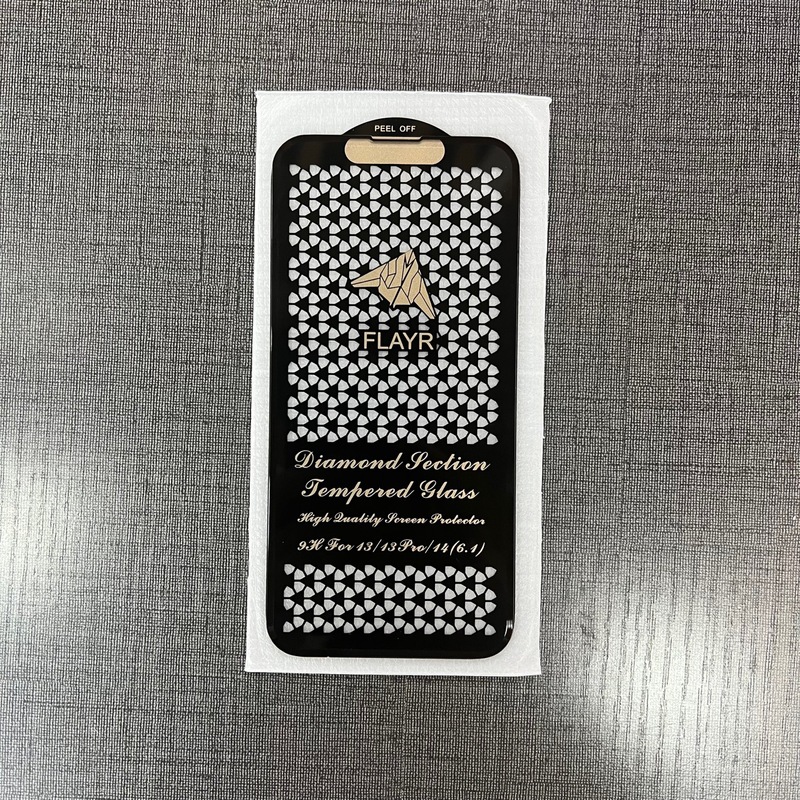 PEEL OFF
FLAYR
Diamond Section
Tempered Glass
High Quality Screen Protector
9H For 13/13Pro/14(6.1)